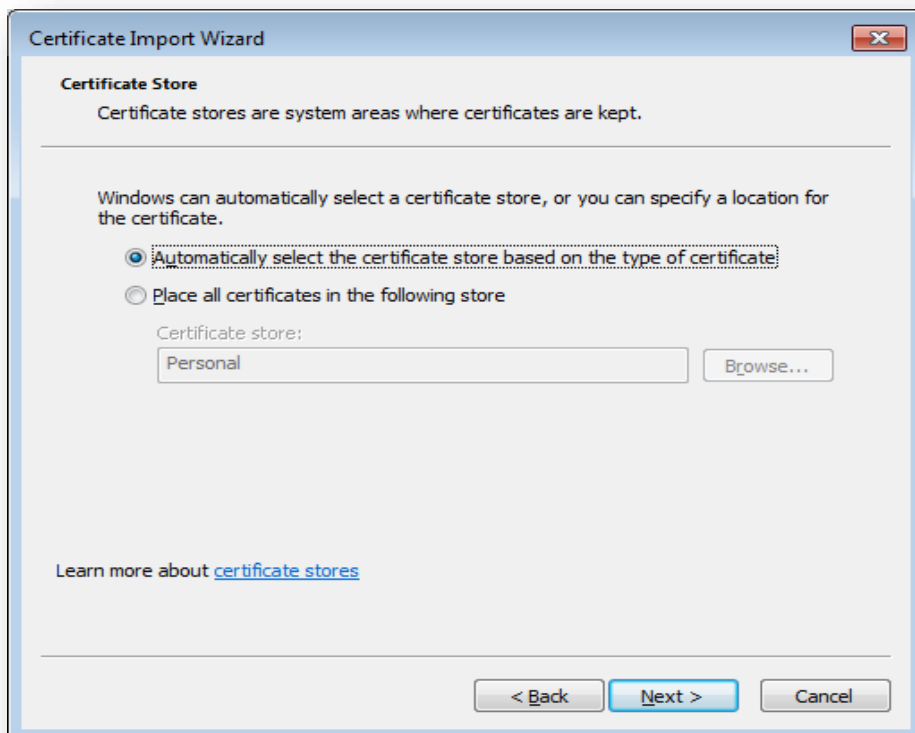 Certificate Import Wizard
Certificate Store
Certificate stores are system areas where certificates are kept.
Windows can automatically select a certificate store, or you can specify a location for
the certificate.
Automatically select the certificate store based on the type of certificate
Place all certificates in the following store
Certificate store:
Personal
Browse...
Learn more about certificate stores
< Back
Next >
Cancel